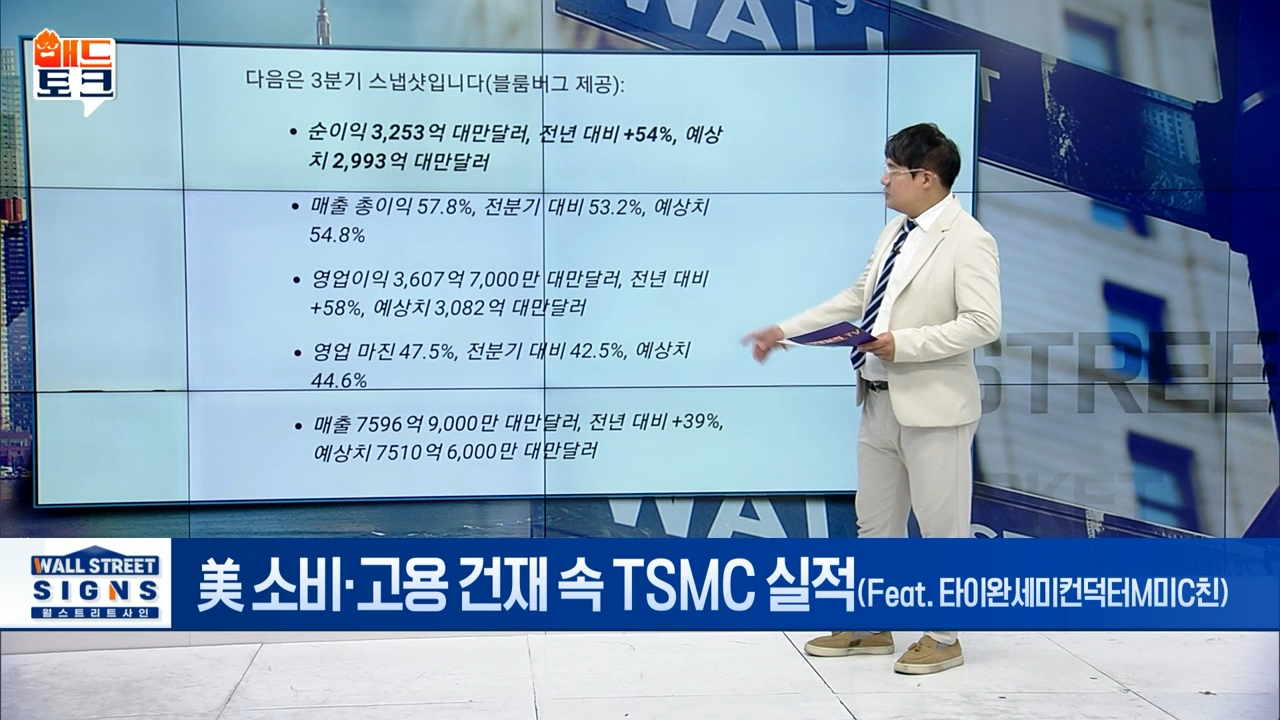 매드
토크
다음은 3분기 스냅샷입니다(블룸버그 제공):
• 순이익 3,253억 대만달러, 전년 대비 +54%, 예상
치 2,993억 대만달러
• 매출 총이익 57.8%, 전분기 대비 53.2%, 예상치
54.8%
• 영업이익 3,607억 7,000만 대만달러, 전년 대비
+58%, 예상치 3,082억 대만달러
• 영업 마진 47.5%, 전분기 대비 42.5%, 예상치
44.6%
• 매출 7596억 9,000만 대만달러, 전년 대비 +39%,
예상치 7510억 6,000만 대만달러
WALL
STREE
WALL
WALL STREET
SIGNS
월스트리트사인
美 소비·고용 건재 속 TSMC 실적(Feat. 타이완세미컨덕터M미C친)